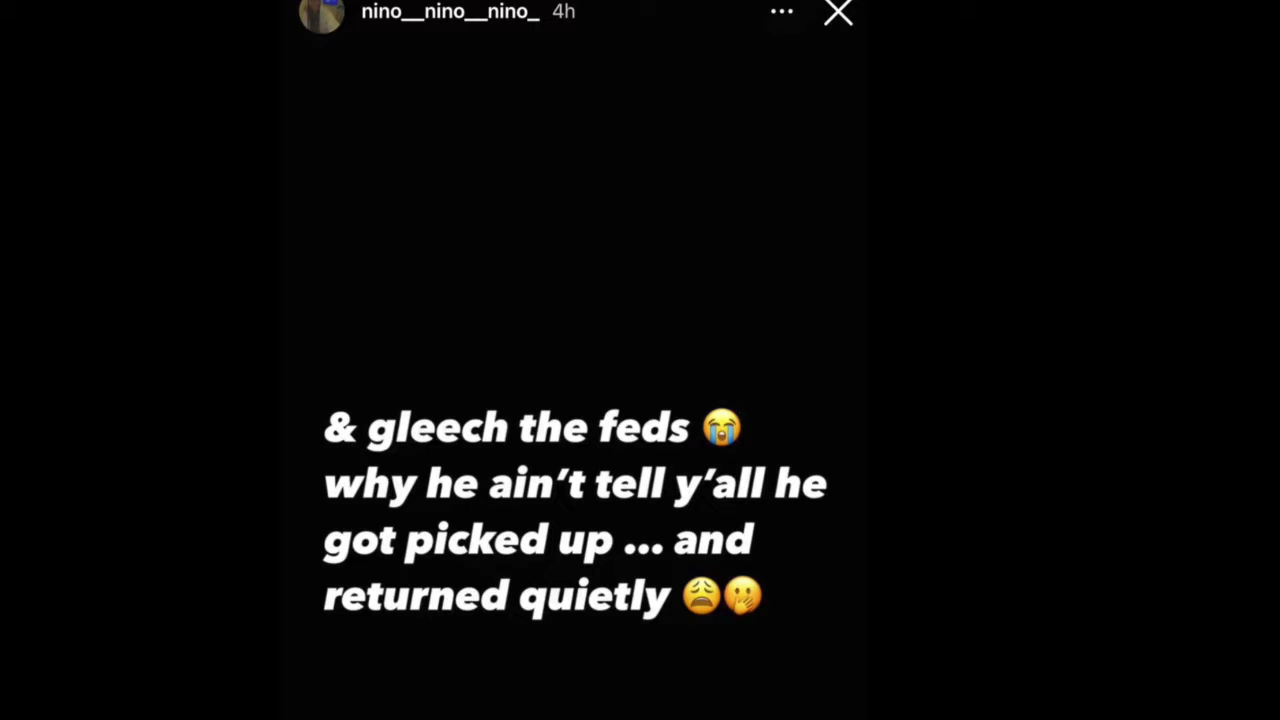 nino__nino__nino_ 4h
& gleech the feds 😭
why he ain’t tell y’all he
got picked up ... and
returned quietly 😩🫢